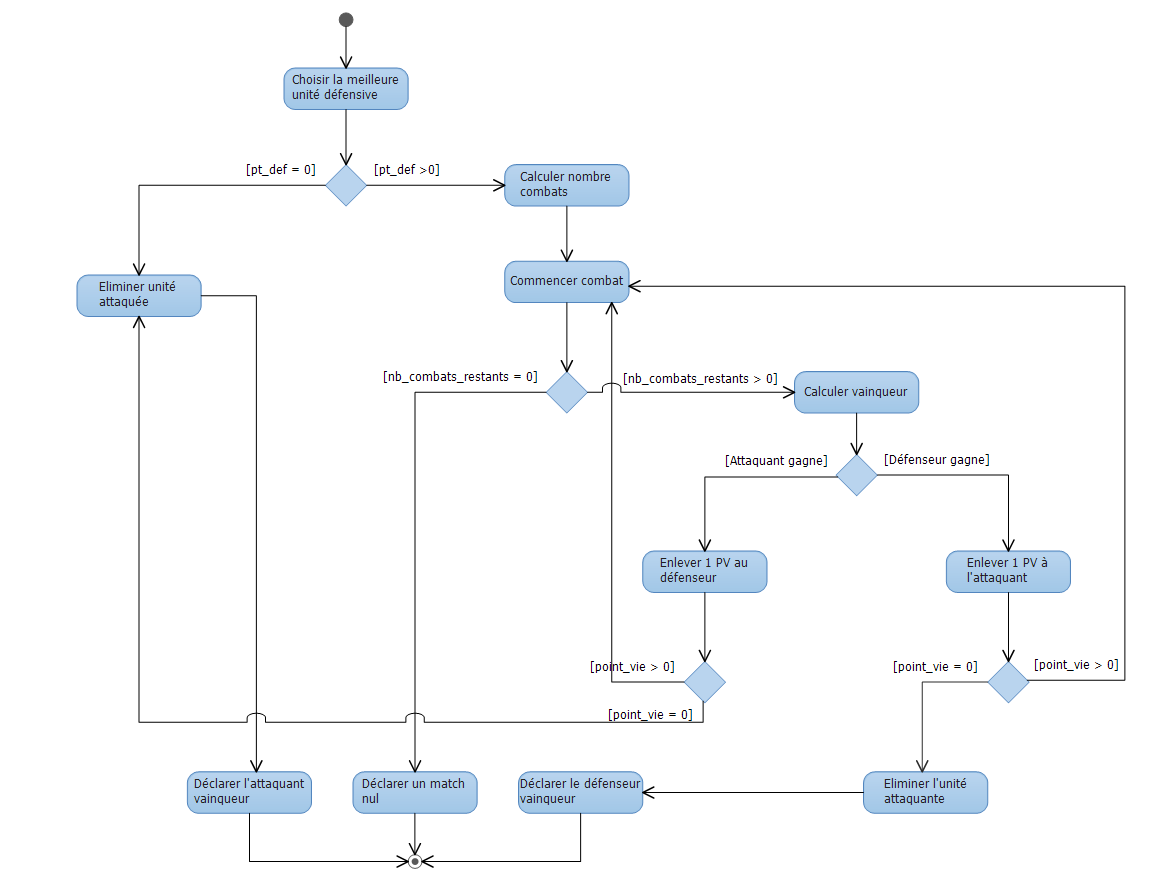 Choisir la meilleure
unité défensive
[pt_def = 0]
[pt_def >0]
Calculer nombre
combats
Eliminer unité
attaquée
Commencer combat
[nb_combats_restants = 0]
[nb_combats_restants > 0]
Calculer vainqueur
[Attaquant gagne]
[Défenseur gagne]
Enlever 1 PV au
défenseur
Enlever 1 PV à
l'attaquant
[point_vie > 0]
[point_vie = 0]
[point_vie = 0]
[point_vie > 0]
Déclarer l'attaquant
vainqueur
Déclarer un match
nul
Déclarer le défenseur
vainqueur
Eliminer l'unité
attaquante